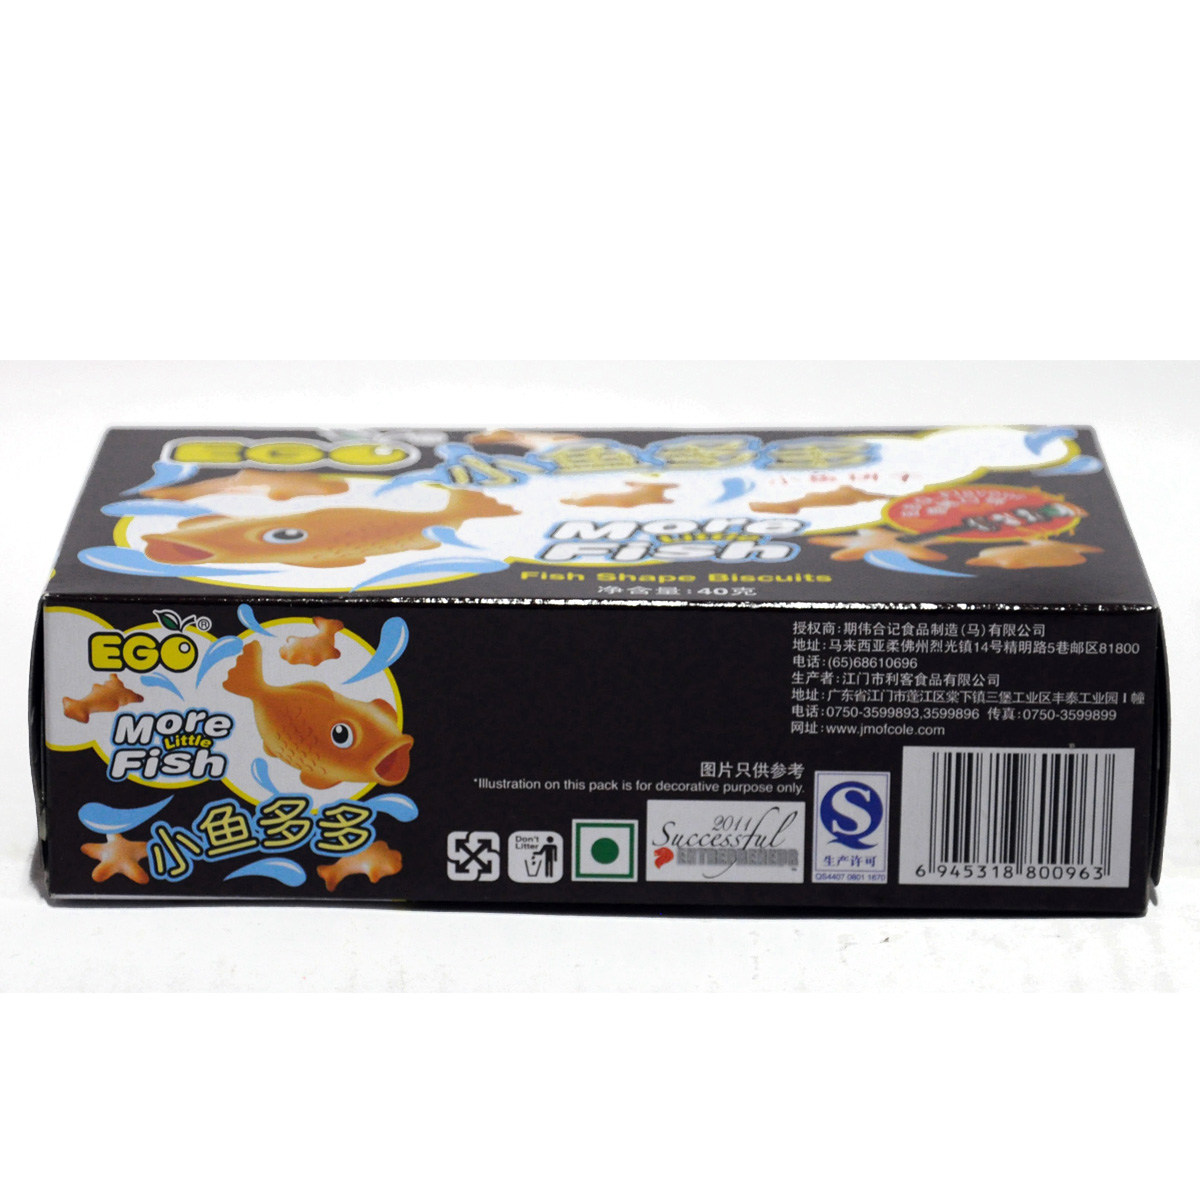 EGO
小鱼多多
More
Little
Fish
Fish Shape Biscuits
净含量:40克
EGO®
More
Little
Fish
小鱼多多
授权商:期伟合记食品制造(马)有限公司
地址:马来西亚柔佛州烈光镇14号精明路5巷邮区81800
电话:(65)68610696
生产者:江门市利客食品有限公司
地址:广东省江门市蓬江区棠下镇三堡工业区丰泰工业园I幢
电话:0750-3599893,3599896 传真:0750-3599899
网址:www.jmofcole.com
图片只供参考
*Illustration on this pack is for decorative purpose only.
Don't
Litter
2011
Successful
ENTREPRENEUR
S
生产许可
QS4407 0801 1670
6 945318 800963